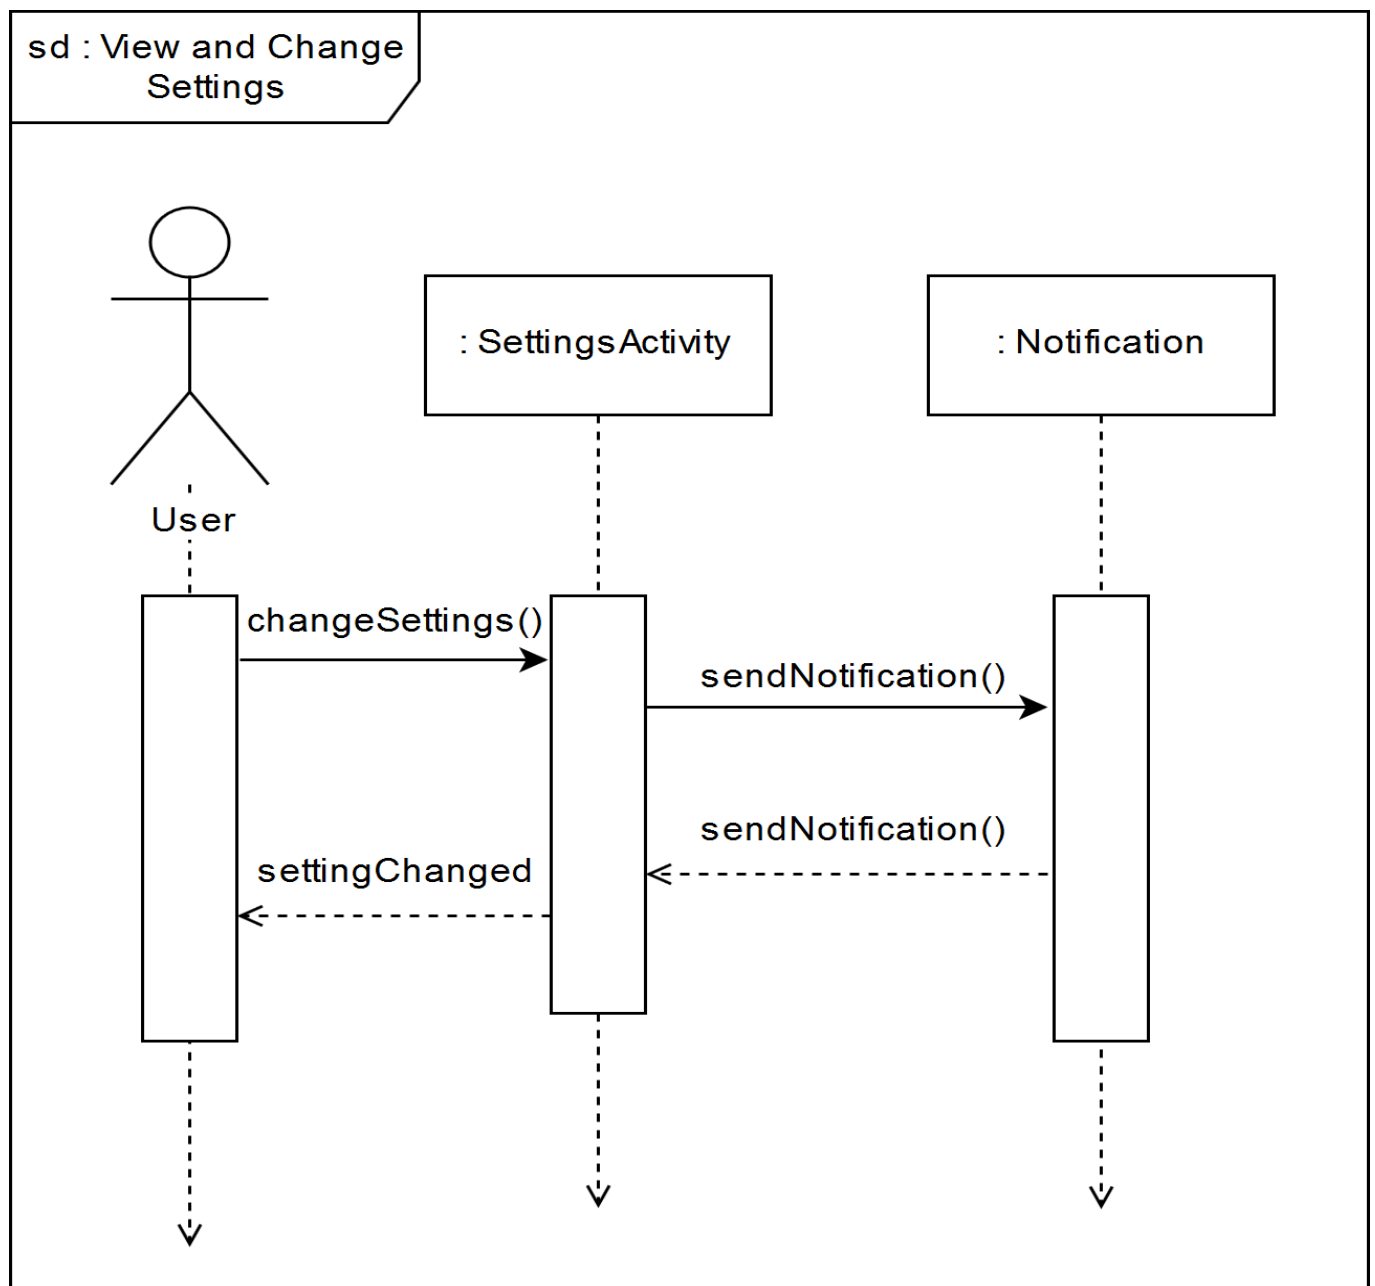 sd : View and Change
Settings
: SettingsActivity
: Notification
User
changeSettings()
sendNotification()
sendNotification()
settingChanged